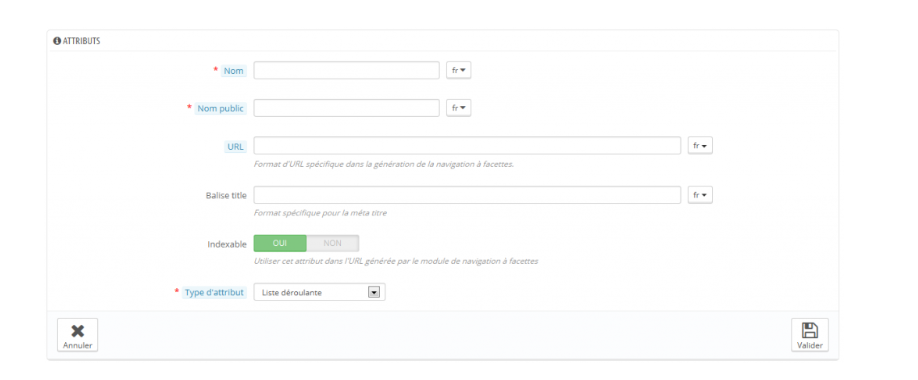 ATTRIBUTS
* Nom fr
* Nom public fr
URL fr
Format d'URL spécifique dans la génération de la navigation à facettes.
Balise title fr
Format spécifique pour la méta titre
Indexable OUI NON
Utiliser cet attribut dans l'URL générée par le module de navigation à facettes
* Type d'attribut Liste déroulante
Annuler Valider